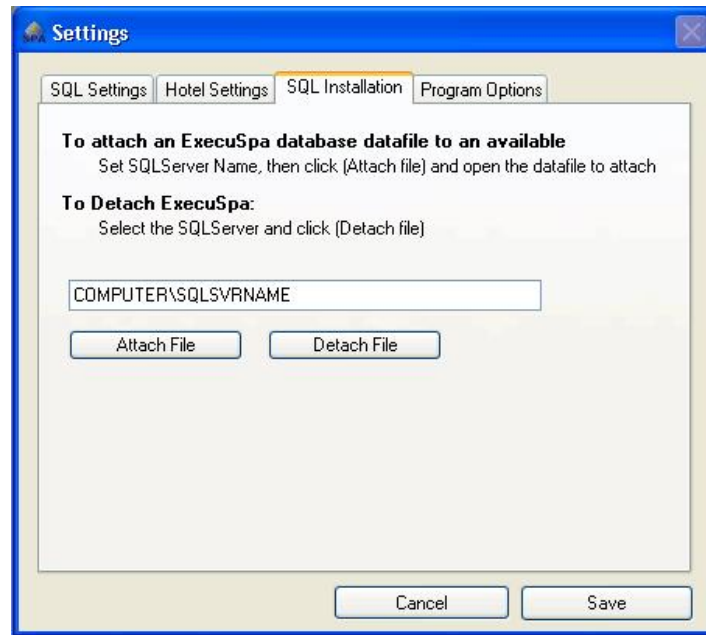 Settings
SQL Settings Hotel Settings SQL Installation Program Options
To attach an ExecuSpa database datafile to an available
Set SQLServer Name, then click (Attach file) and open the datafile to attach
To Detach ExecuSpa:
Select the SQLServer and click (Detach file)
COMPUTER\SQLSVRNAME
Attach File Detach File
Cancel Save